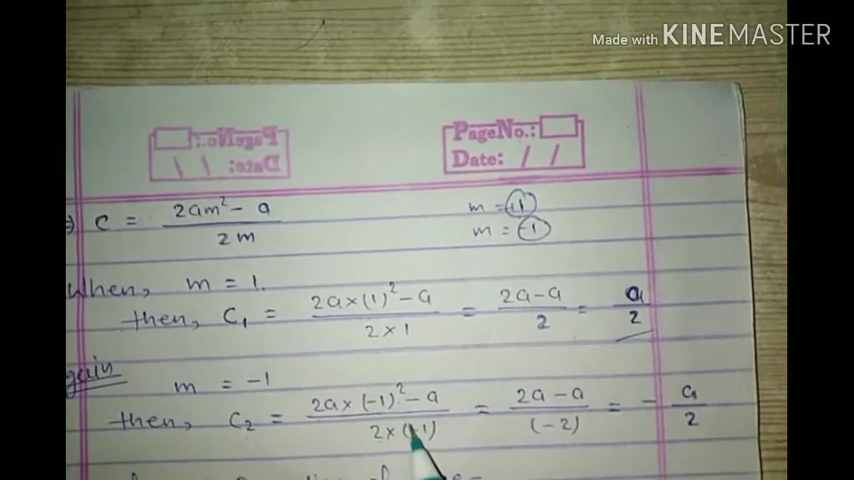 Made with KINEMASTER
PageNo.:
Date: / /
PageNo.:
Date: / /
c = (2am² - a) / 2m
m = +1
m = -1
When, m = 1.
then, C₁ = (2a×(1)² - a) / (2×1) = (2a-a) / 2 = a/2
m = -1
then, C₂ = (2a×(-1)² - a) / (2×(-1)) = (2a - a) / (-2) = - a/2